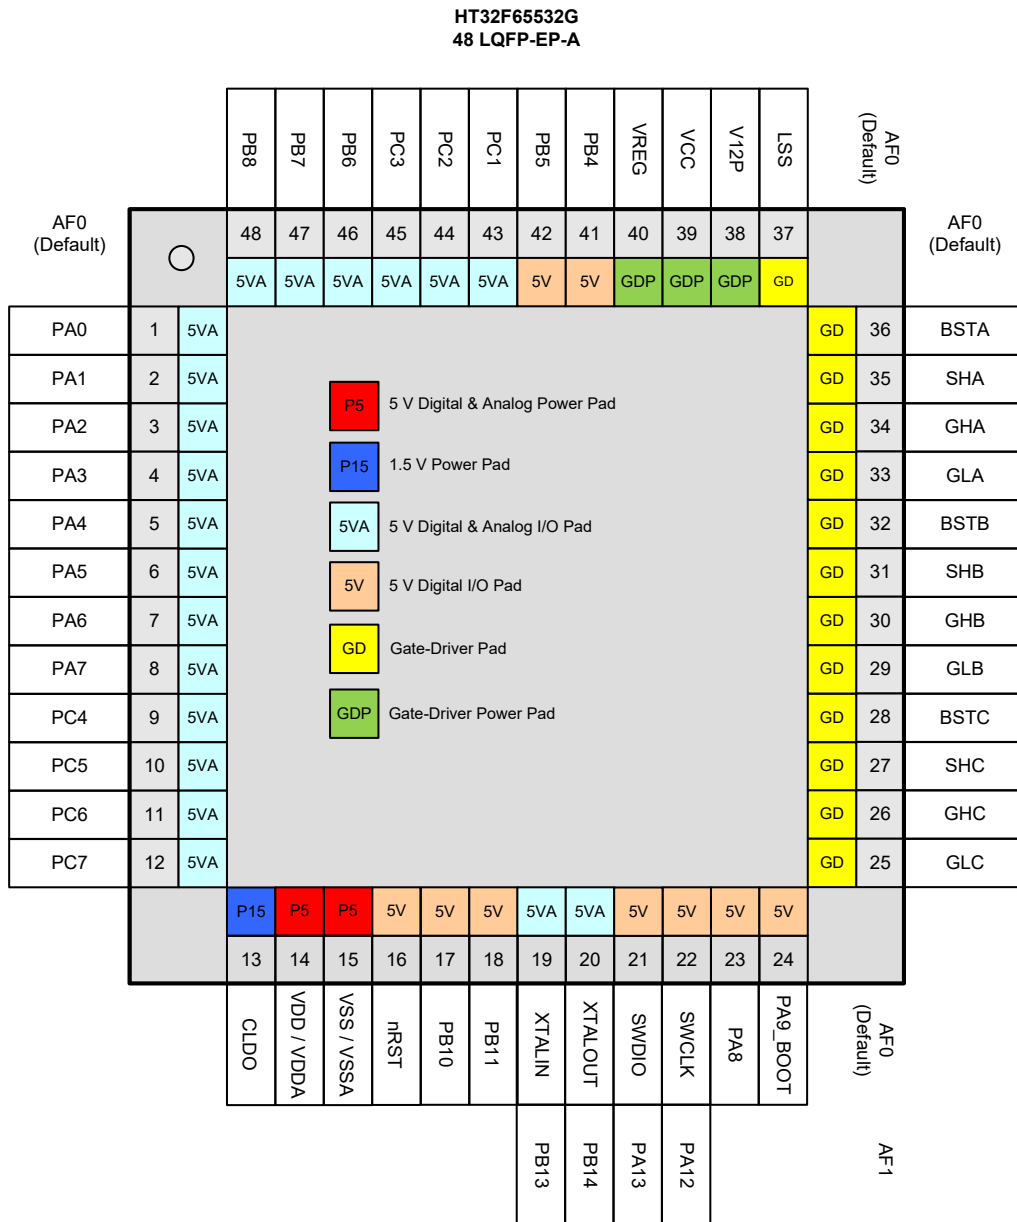 HT32F65532G
48 LQFP-EP-A
PB8 PB7 PB6 PC3 PC2 PC1 PB5 PB4 VREG VCC V12P LSS
AF0
(Default)
AF0
(Default)
48 47 46 45 44 43 42 41 40 39 38 37
AF0
(Default)
5VA 5VA 5VA 5VA 5VA 5VA 5V 5V GDP GDP GDP GD
PA0 1 5VA GD 36 BSTA
PA1 2 5VA GD 35 SHA
P5 5 V Digital & Analog Power Pad
PA2 3 5VA GD 34 GHA
P15 1.5 V Power Pad
PA3 4 5VA GD 33 GLA
PA4 5 5VA GD 32 BSTB
5VA 5 V Digital & Analog I/O Pad
PA5 6 5VA GD 31 SHB
5V 5 V Digital I/O Pad
PA6 7 5VA GD 30 GHB
GD Gate-Driver Pad
PA7 8 5VA GD 29 GLB
GDP Gate-Driver Power Pad
PC4 9 5VA GD 28 BSTC
PC5 10 5VA GD 27 SHC
PC6 11 5VA GD 26 GHC
PC7 12 5VA GD 25 GLC
P15 P5 P5 5V 5V 5V 5VA 5VA 5V 5V 5V 5V
13 14 15 16 17 18 19 20 21 22 23 24
CLDO VDD / VDDA VSS / VSSA nRST PB10 PB11 XTALIN XTALOUT SWDIO SWCLK PA8 PA9_BOOT
AF0
(Default)
PB13 PB14 PA13 PA12
AF1